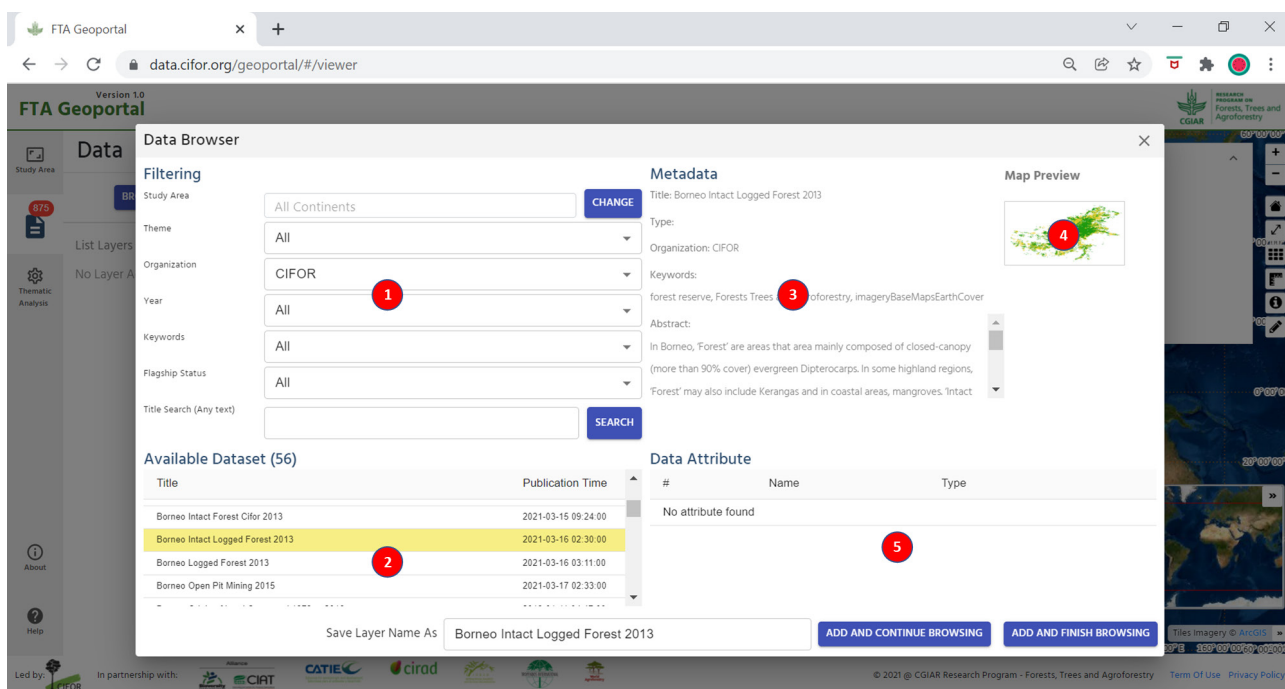 FTA Geoportal
data.cifor.org/geoportal/#/viewer
Version 1.0
FTA Geoportal
CGIAR
RESEARCH
PROGRAM ON
Forests, Trees and
Agroforestry
Study Area
Data
BR
875
List Layers
No Layer A
Thematic
Analysis
About
Help
Data Browser
Filtering
Study Area
All Continents
CHANGE
Theme
All
Organization
CIFOR
1
Year
All
Keywords
All
Flagship Status
All
Title Search (Any text)
SEARCH
Metadata
Title: Borneo Intact Logged Forest 2013
Type:
Organization: CIFOR
Keywords:
forest reserve, Forests Trees 3 oforestry, imageryBaseMapsEarthCover
Abstract:
In Borneo, 'Forest' are areas that area mainly composed of closed-canopy
(more than 90% cover) evergreen Dipterocarps. In some highland regions,
'Forest' may also include Kerangas and in coastal areas, mangroves. 'Intact
Map Preview
4
Available Dataset (56)
Title Publication Time
Borneo Intact Forest Cifor 2013 2021-03-15 09:24:00
Borneo Intact Logged Forest 2013 2021-03-16 02:30:00
2
Borneo Logged Forest 2013 2021-03-16 03:11:00
Borneo Open Pit Mining 2015 2021-03-17 02:33:00
Data Attribute
# Name Type
No attribute found
5
Save Layer Name As
Borneo Intact Logged Forest 2013
ADD AND CONTINUE BROWSING
ADD AND FINISH BROWSING
Tiles Imagery © ArcGIS
Led by:
CIFOR
In partnership with:
Alliance
CIAT
CATIE
cirad
© 2021 @ CGIAR Research Program - Forests, Trees and Agroforestry
Term Of Use Privacy Policy